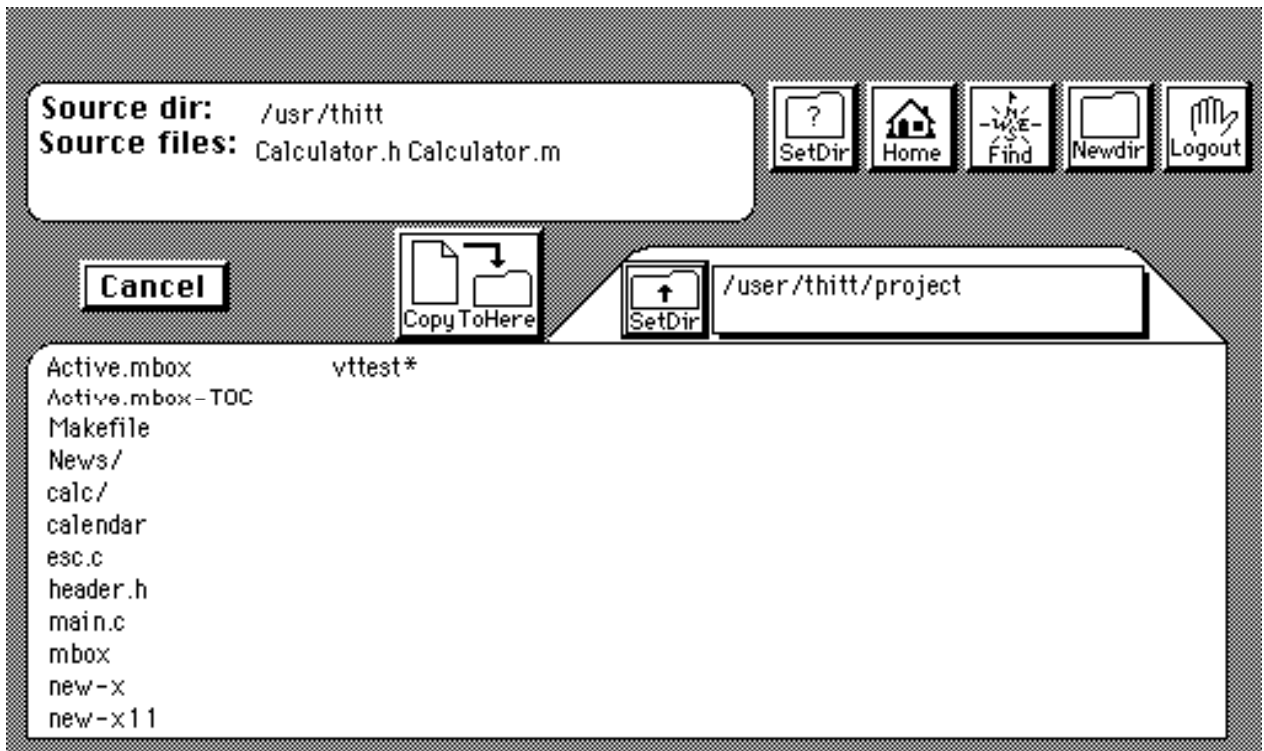 Source dir: /usr/thitt
Source files: Calculator.h Calculator.m
?
SetDir
Home
N
W E
S
Find
Newdir
Logout
Cancel
CopyToHere
SetDir
/user/thitt/project
Active.mbox vttest*
Active.mbox-TOC
Makefile
News/
calc/
calendar
esc.c
header.h
main.c
mbox
new-x
new-x11